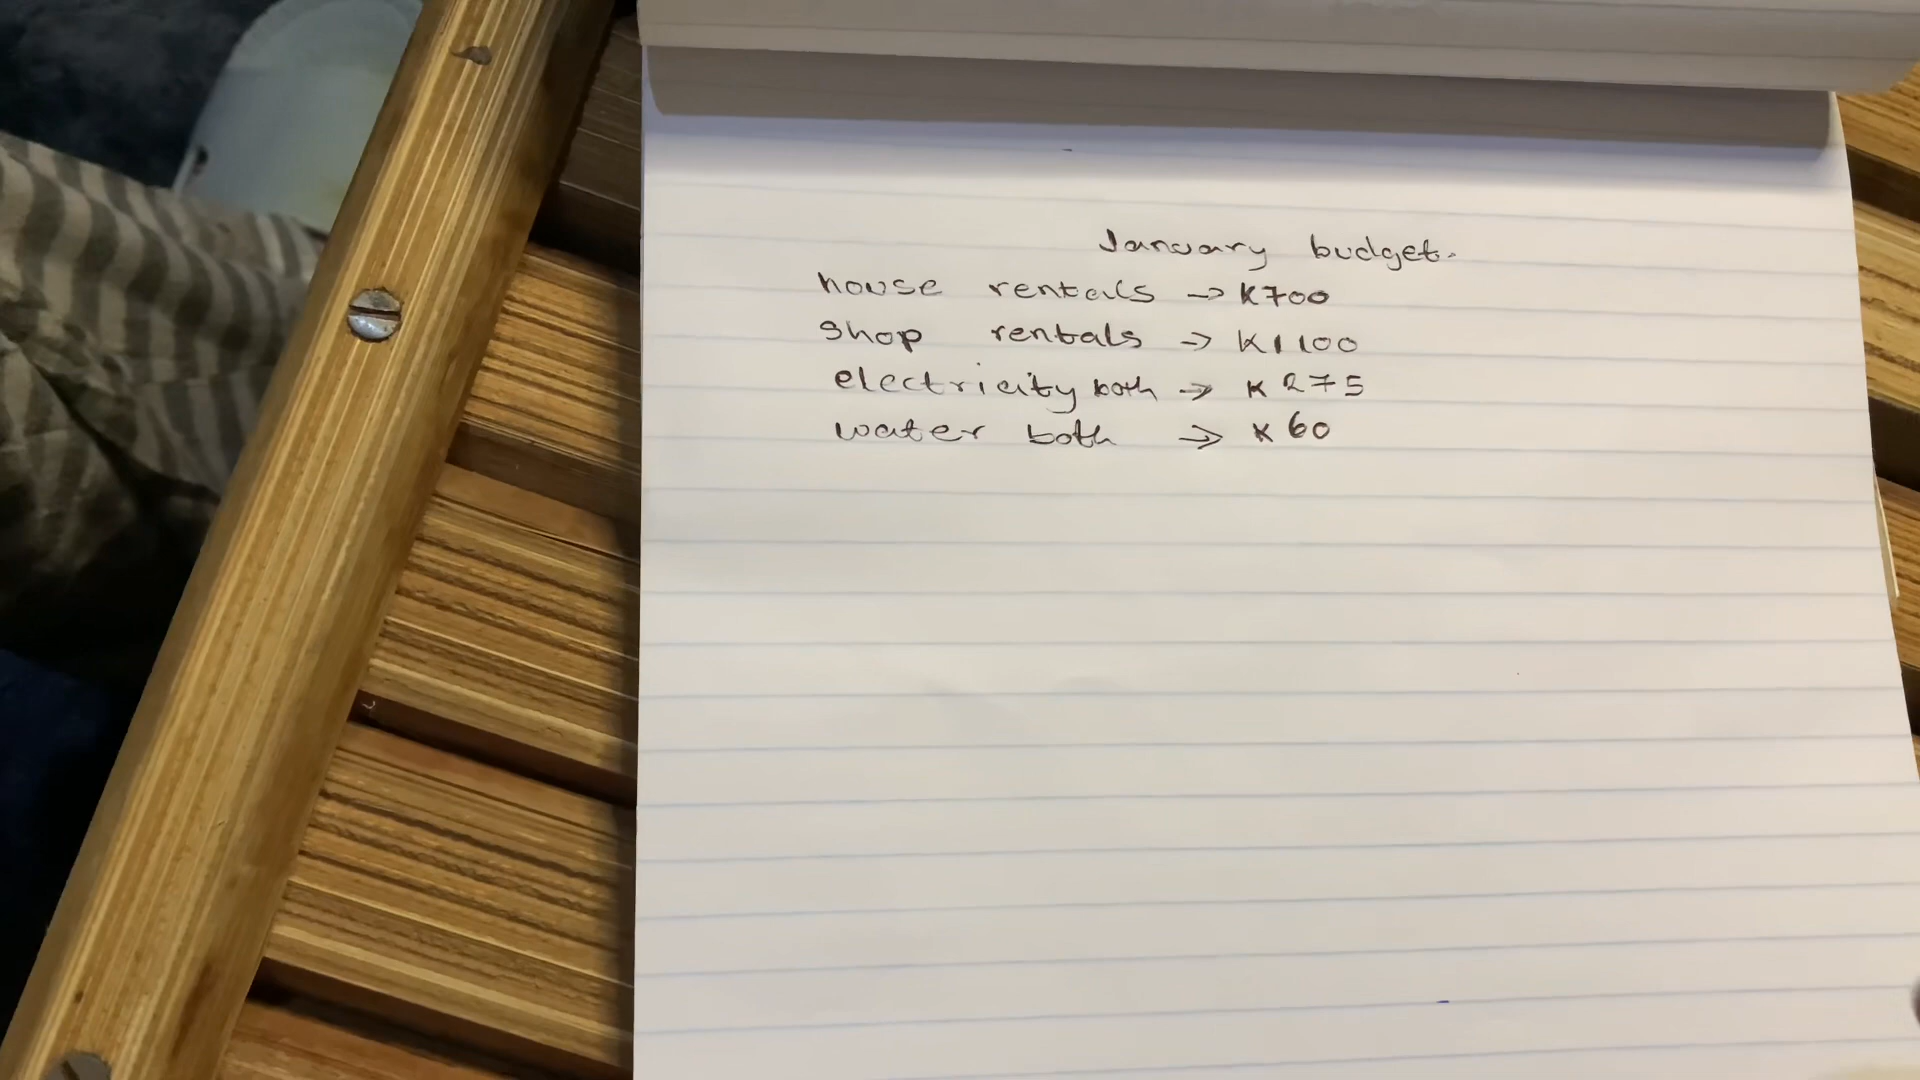 January budget.
house rentals → K700
shop rentals → K1100
electricity both → K275
water both → K60